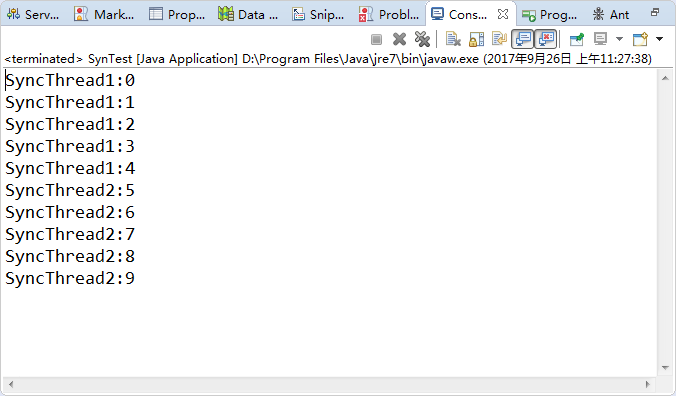 Serv... Mark... Prop... Data ... Snip... Probl... Cons... Prog... Ant
<terminated> SynTest [Java Application] D:\Program Files\Java\jre7\bin\javaw.exe (2017年9月26日 上午11:27:38)
SyncThread1:0
SyncThread1:1
SyncThread1:2
SyncThread1:3
SyncThread1:4
SyncThread2:5
SyncThread2:6
SyncThread2:7
SyncThread2:8
SyncThread2:9